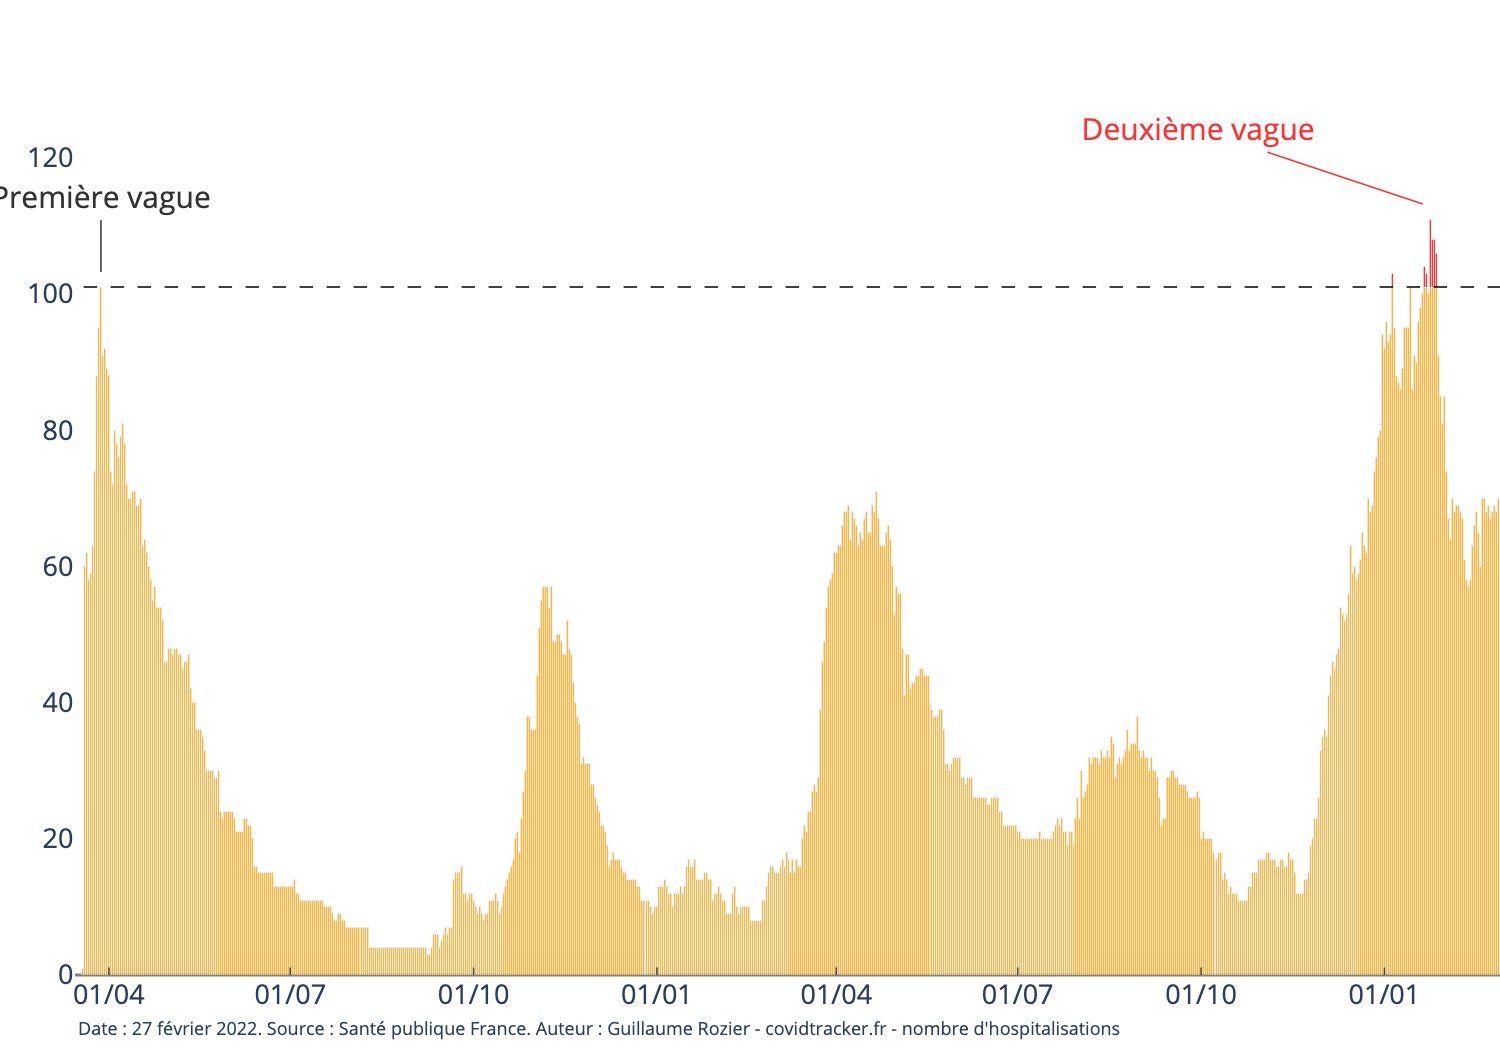 Deuxième vague
120
Première vague
100
80
60
40
20
0
01/04 01/07 01/10 01/01 01/04 01/07 01/10 01/01
Date : 27 février 2022. Source : Santé publique France. Auteur : Guillaume Rozier - covidtracker.fr - nombre d'hospitalisations